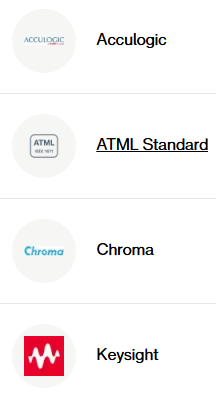 ACCULOGIC
Acculogic
ATML
IEEE 1671
ATML Standard
Chroma
Chroma
Keysight